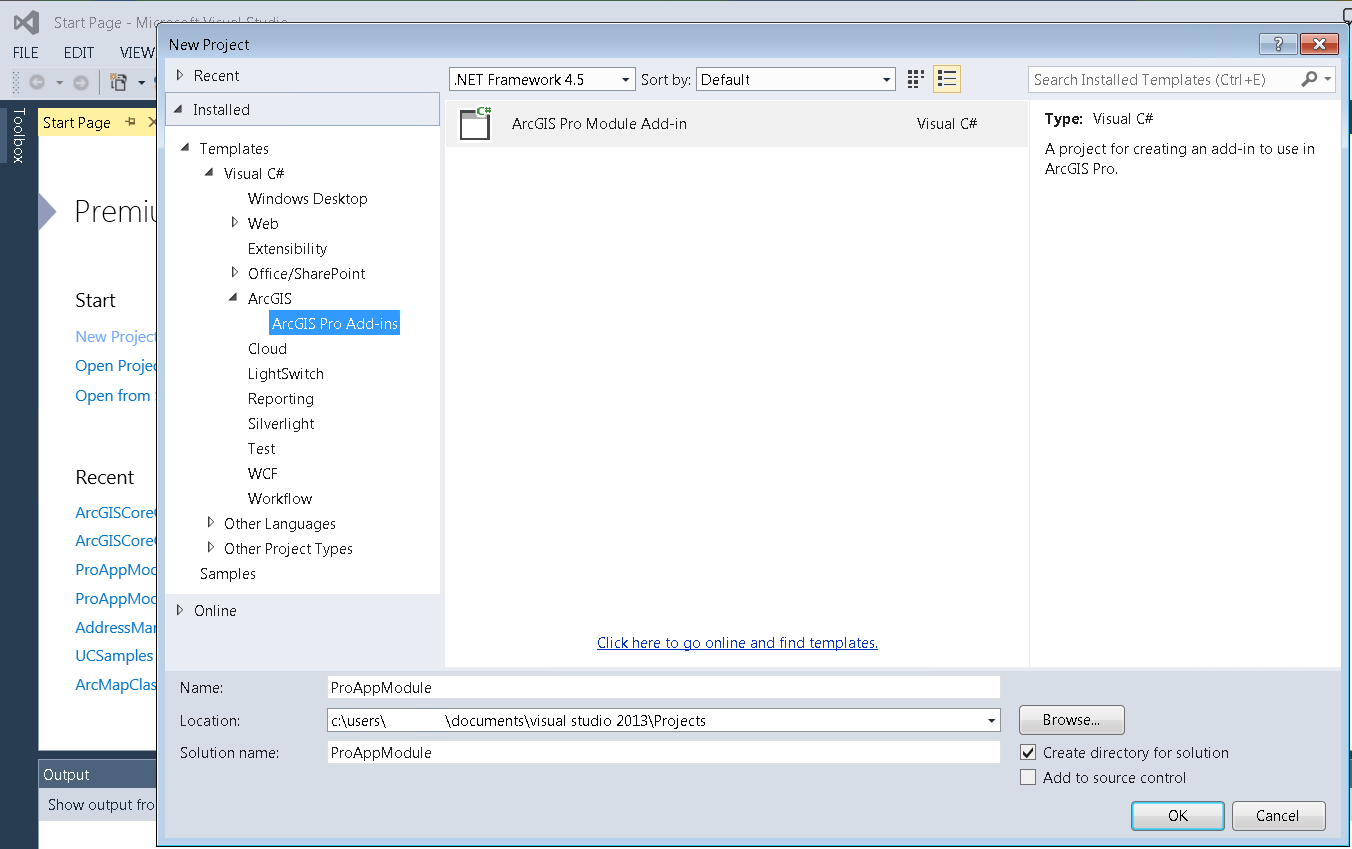 Start Page - Microsoft Visual Studio
FILE EDIT VIEW
New Project
Recent
Installed
.NET Framework 4.5
Sort by: Default
Search Installed Templates (Ctrl+E)
Toolbox
Start Page
Templates
Visual C#
Windows Desktop
Web
Extensibility
Office/SharePoint
ArcGIS
ArcGIS Pro Add-ins
Cloud
LightSwitch
Reporting
Silverlight
Test
WCF
Workflow
Other Languages
Other Project Types
Samples
Online
C#
ArcGIS Pro Module Add-in Visual C#
Type: Visual C#
A project for creating an add-in to use in
ArcGIS Pro.
Click here to go online and find templates.
Premiu
Start
New Project
Open Projec
Open from
Recent
ArcGISCore
ArcGISCore
ProAppMod
ProAppMod
AddressMa
UCSamples
ArcMapClas
Output
Show output fro
Name: ProAppModule
Location: c:\users\ \documents\visual studio 2013\Projects
Browse...
Solution name: ProAppModule
Create directory for solution
Add to source control
OK Cancel